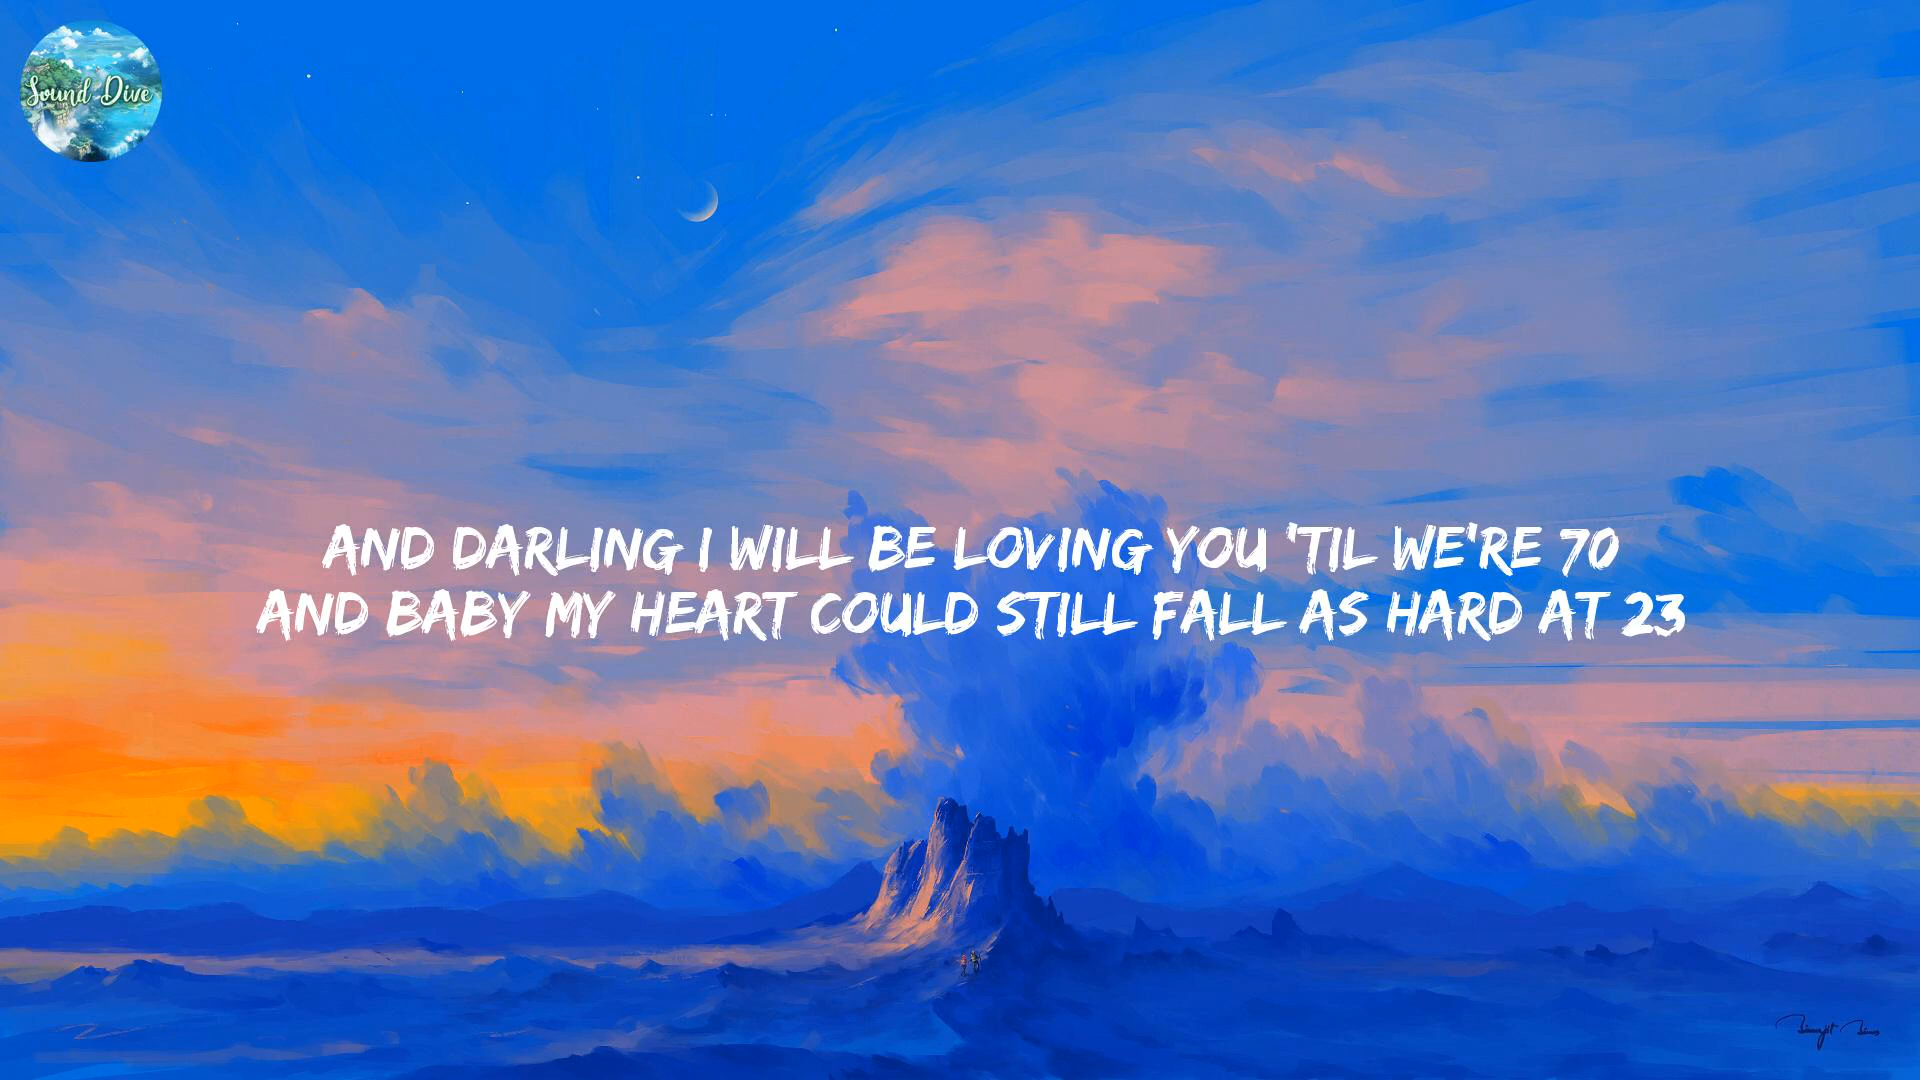 Sound Dive
AND DARLING I WILL BE LOVING YOU 'TIL WE'RE 70
AND BABY MY HEART COULD STILL FALL AS HARD AT 23